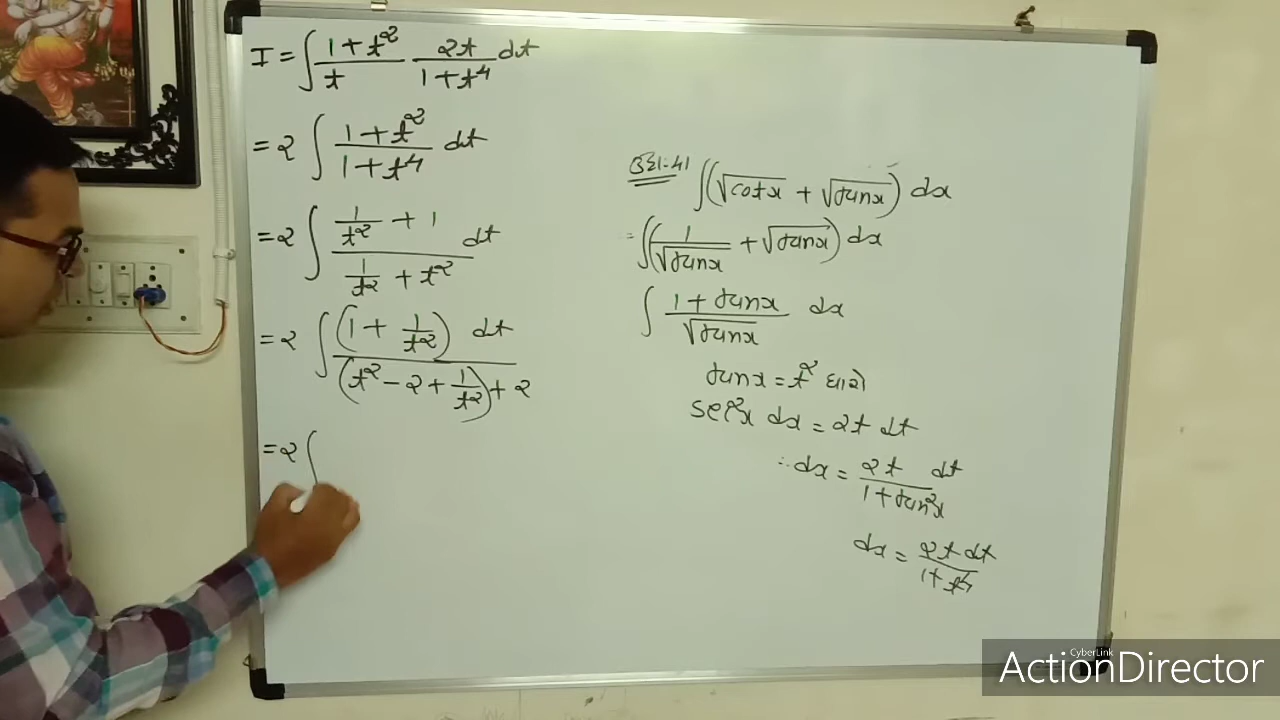 I = ∫ (1+t²)/t · 2t/(1+t⁴) dt
= 2 ∫ (1+t²)/(1+t⁴) dt
= 2 ∫ (1/t² + 1)/(1/t² + t²) dt
= 2 ∫ (1 + 1/t²) dt/((t² - 2 + 1/t²) + 2)
= 2 ∫
ઉદા-41 ∫(√cotx + √tanx) dx
= ∫(1/√tanx + √tanx) dx
∫ (1 + tanx)/√tanx dx
tanx = t² ધારો
sec²x dx = 2t dt
∴ dx = 2t/(1+tan²x) dt
dx = 2t dt/(1+t⁴)
CyberLink
ActionDirector